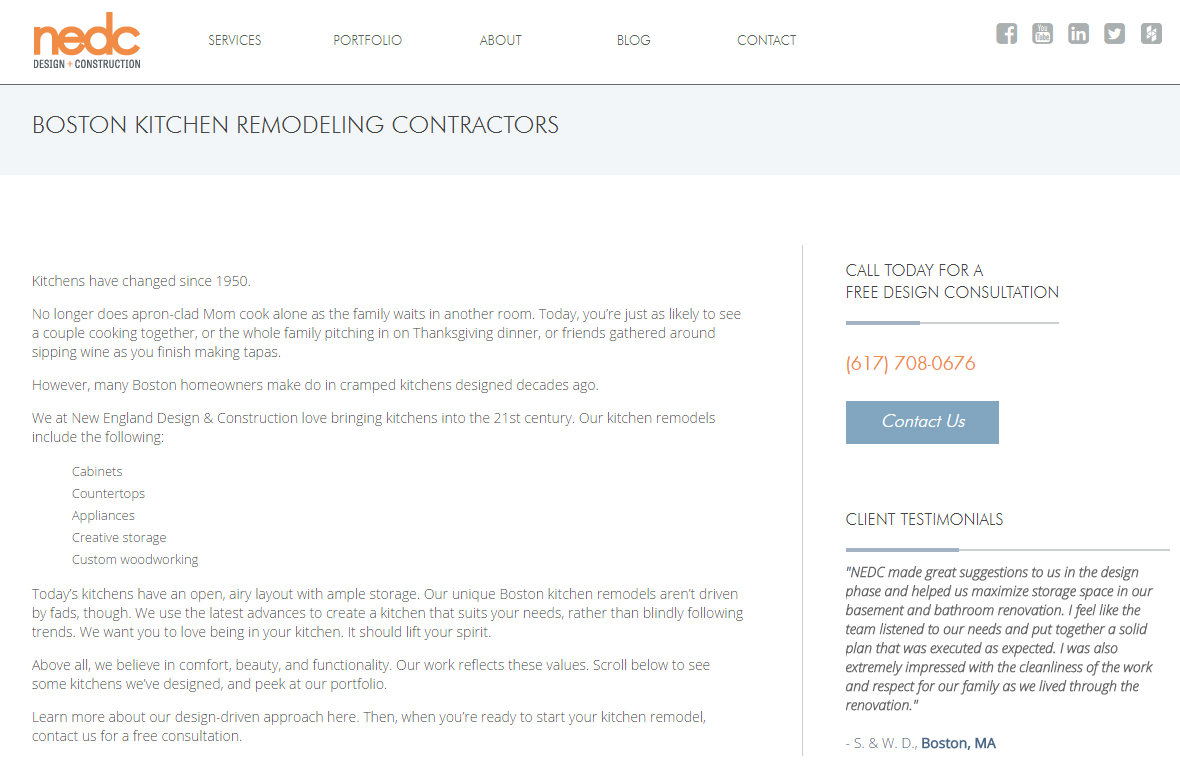 nedc
DESIGN + CONSTRUCTION
SERVICES
PORTFOLIO
ABOUT
BLOG
CONTACT
You
Tube
in
BOSTON KITCHEN REMODELING CONTRACTORS
Kitchens have changed since 1950.
No longer does apron-clad Mom cook alone as the family waits in another room. Today, you’re just as likely to see
a couple cooking together, or the whole family pitching in on Thanksgiving dinner, or friends gathered around
sipping wine as you finish making tapas.
However, many Boston homeowners make do in cramped kitchens designed decades ago.
We at New England Design & Construction love bringing kitchens into the 21st century. Our kitchen remodels
include the following:
Cabinets
Countertops
Appliances
Creative storage
Custom woodworking
Today’s kitchens have an open, airy layout with ample storage. Our unique Boston kitchen remodels aren’t driven
by fads, though. We use the latest advances to create a kitchen that suits your needs, rather than blindly following
trends. We want you to love being in your kitchen. It should lift your spirit.
Above all, we believe in comfort, beauty, and functionality. Our work reflects these values. Scroll below to see
some kitchens we’ve designed, and peek at our portfolio.
Learn more about our design-driven approach here. Then, when you’re ready to start your kitchen remodel,
contact us for a free consultation.
CALL TODAY FOR A
FREE DESIGN CONSULTATION
(617) 708-0676
Contact Us
CLIENT TESTIMONIALS
"NEDC made great suggestions to us in the design
phase and helped us maximize storage space in our
basement and bathroom renovation. I feel like the
team listened to our needs and put together a solid
plan that was executed as expected. I was also
extremely impressed with the cleanliness of the work
and respect for our family as we lived through the
renovation."
- S. & W. D., Boston, MA